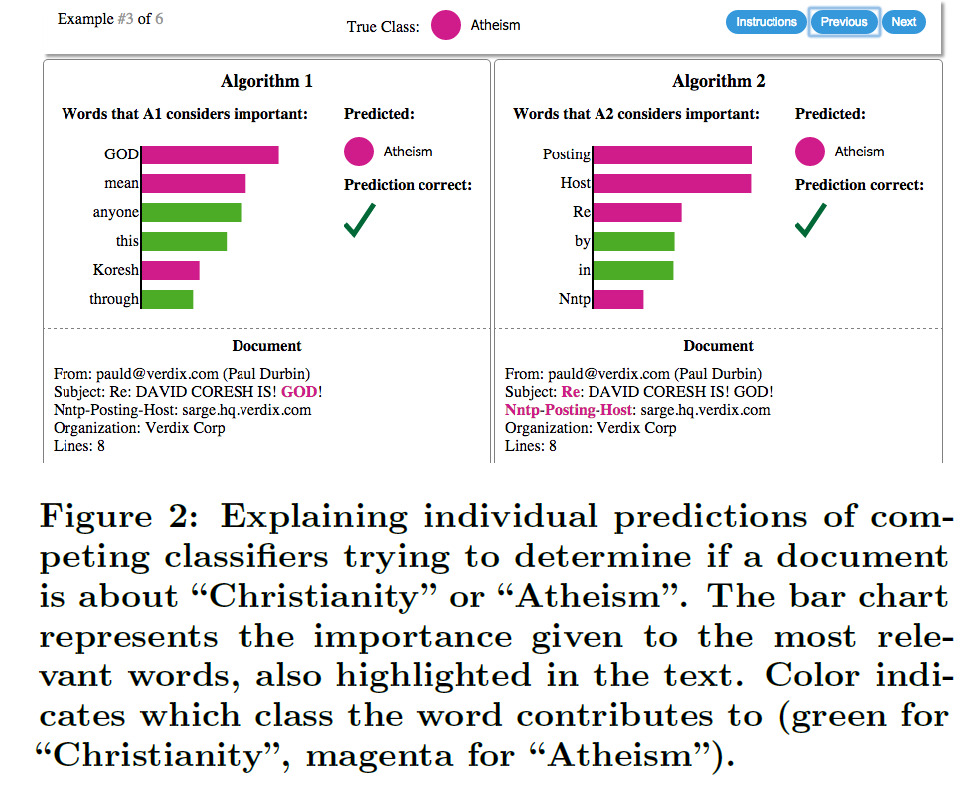 Example #3 of 6
True Class:
Atheism
Instructions
Previous
Next
Algorithm 1
Words that A1 considers important:
Predicted:
GOD
mean
anyone
this
Koresh
through
Atheism
Prediction correct:
Document
From: pauld@verdix.com (Paul Durbin)
Subject: Re: DAVID CORESH IS! GOD!
Nntp-Posting-Host: sarge.hq.verdix.com
Organization: Verdix Corp
Lines: 8
Algorithm 2
Words that A2 considers important:
Predicted:
Posting
Host
Re
by
in
Nntp
Atheism
Prediction correct:
Document
From: pauld@verdix.com (Paul Durbin)
Subject: Re: DAVID CORESH IS! GOD!
Nntp-Posting-Host: sarge.hq.verdix.com
Organization: Verdix Corp
Lines: 8
Figure 2: Explaining individual predictions of com-
peting classifiers trying to determine if a document
is about “Christianity” or “Atheism”. The bar chart
represents the importance given to the most rele-
vant words, also highlighted in the text. Color indi-
cates which class the word contributes to (green for
“Christianity”, magenta for “Atheism”).